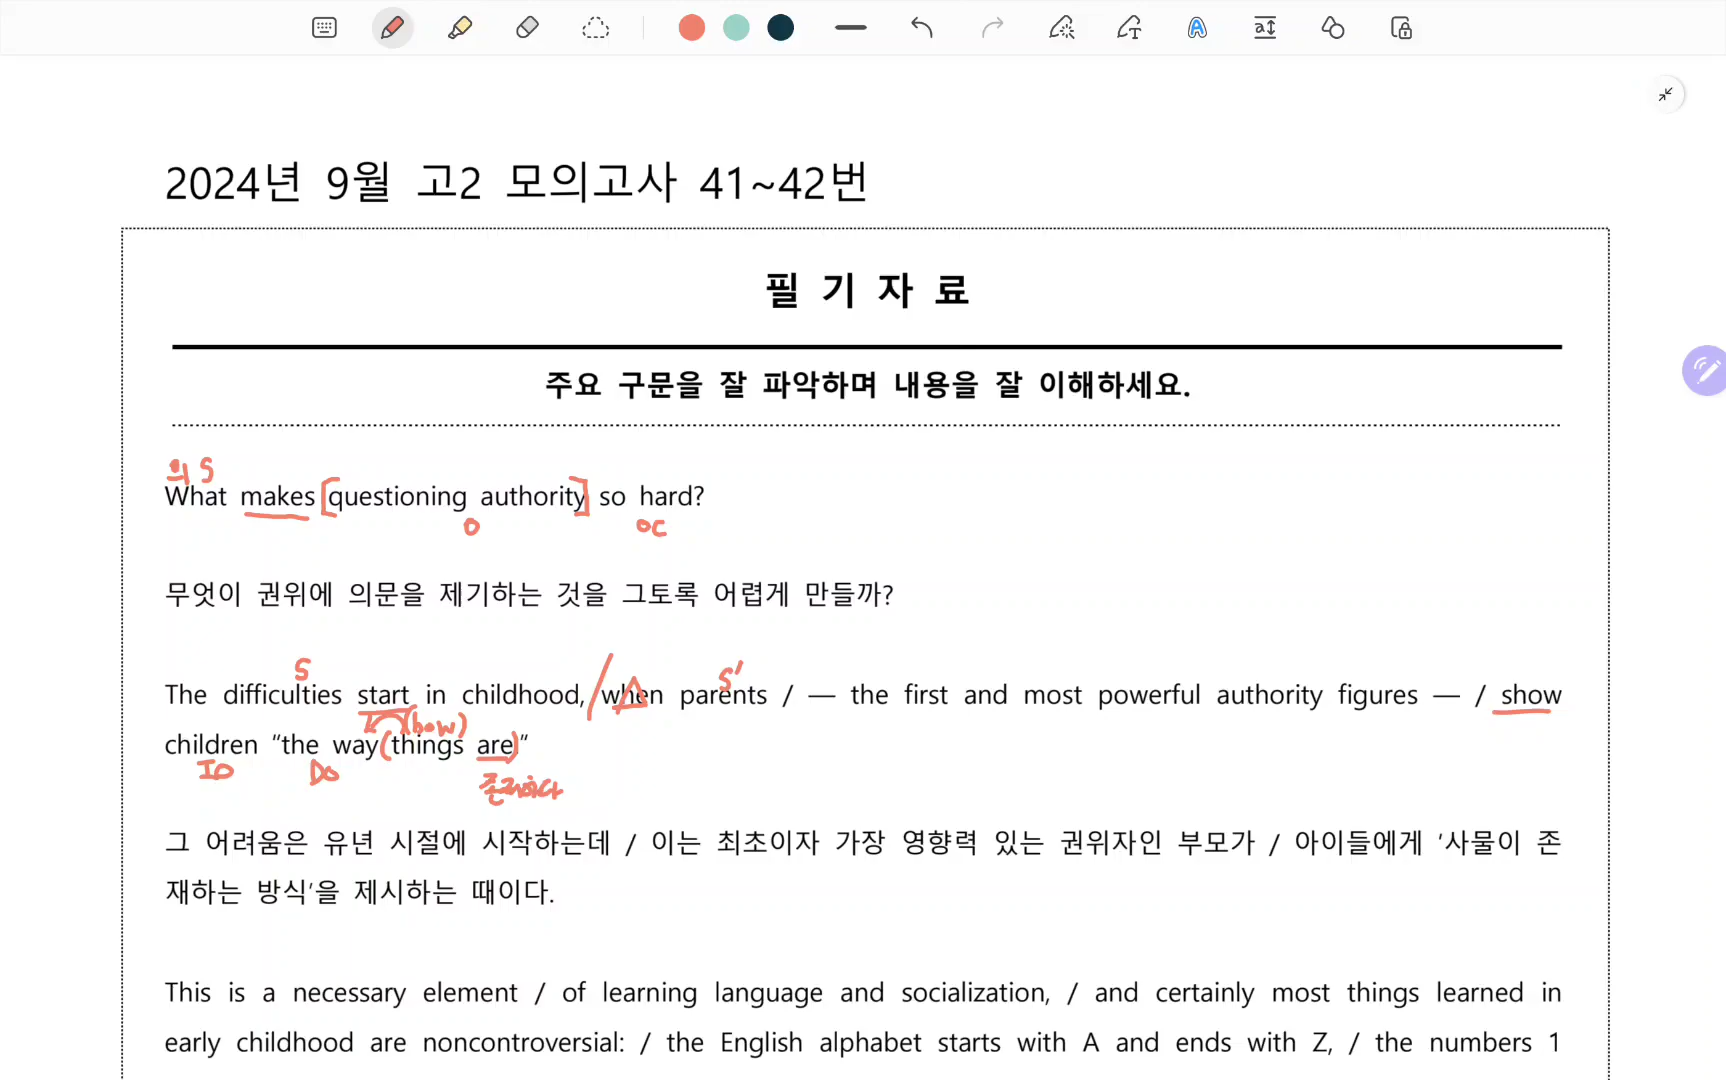 2024년 9월 고2 모의고사 41~42번
필 기 자 료
주요 구문을 잘 파악하며 내용을 잘 이해하세요.
의 S
What makes [questioning authority] so hard?
O OC
무엇이 권위에 의문을 제기하는 것을 그토록 어렵게 만들까?
S S'
The difficulties start in childhood, / when parents / — the first and most powerful authority figures — / show
(how)
children “the way (things are)”
IO DO 존재하다
그 어려움은 유년 시절에 시작하는데 / 이는 최초이자 가장 영향력 있는 권위자인 부모가 / 아이들에게 ‘사물이 존
재하는 방식’을 제시하는 때이다.
This is a necessary element / of learning language and socialization, / and certainly most things learned in
early childhood are noncontroversial: / the English alphabet starts with A and ends with Z, / the numbers 1